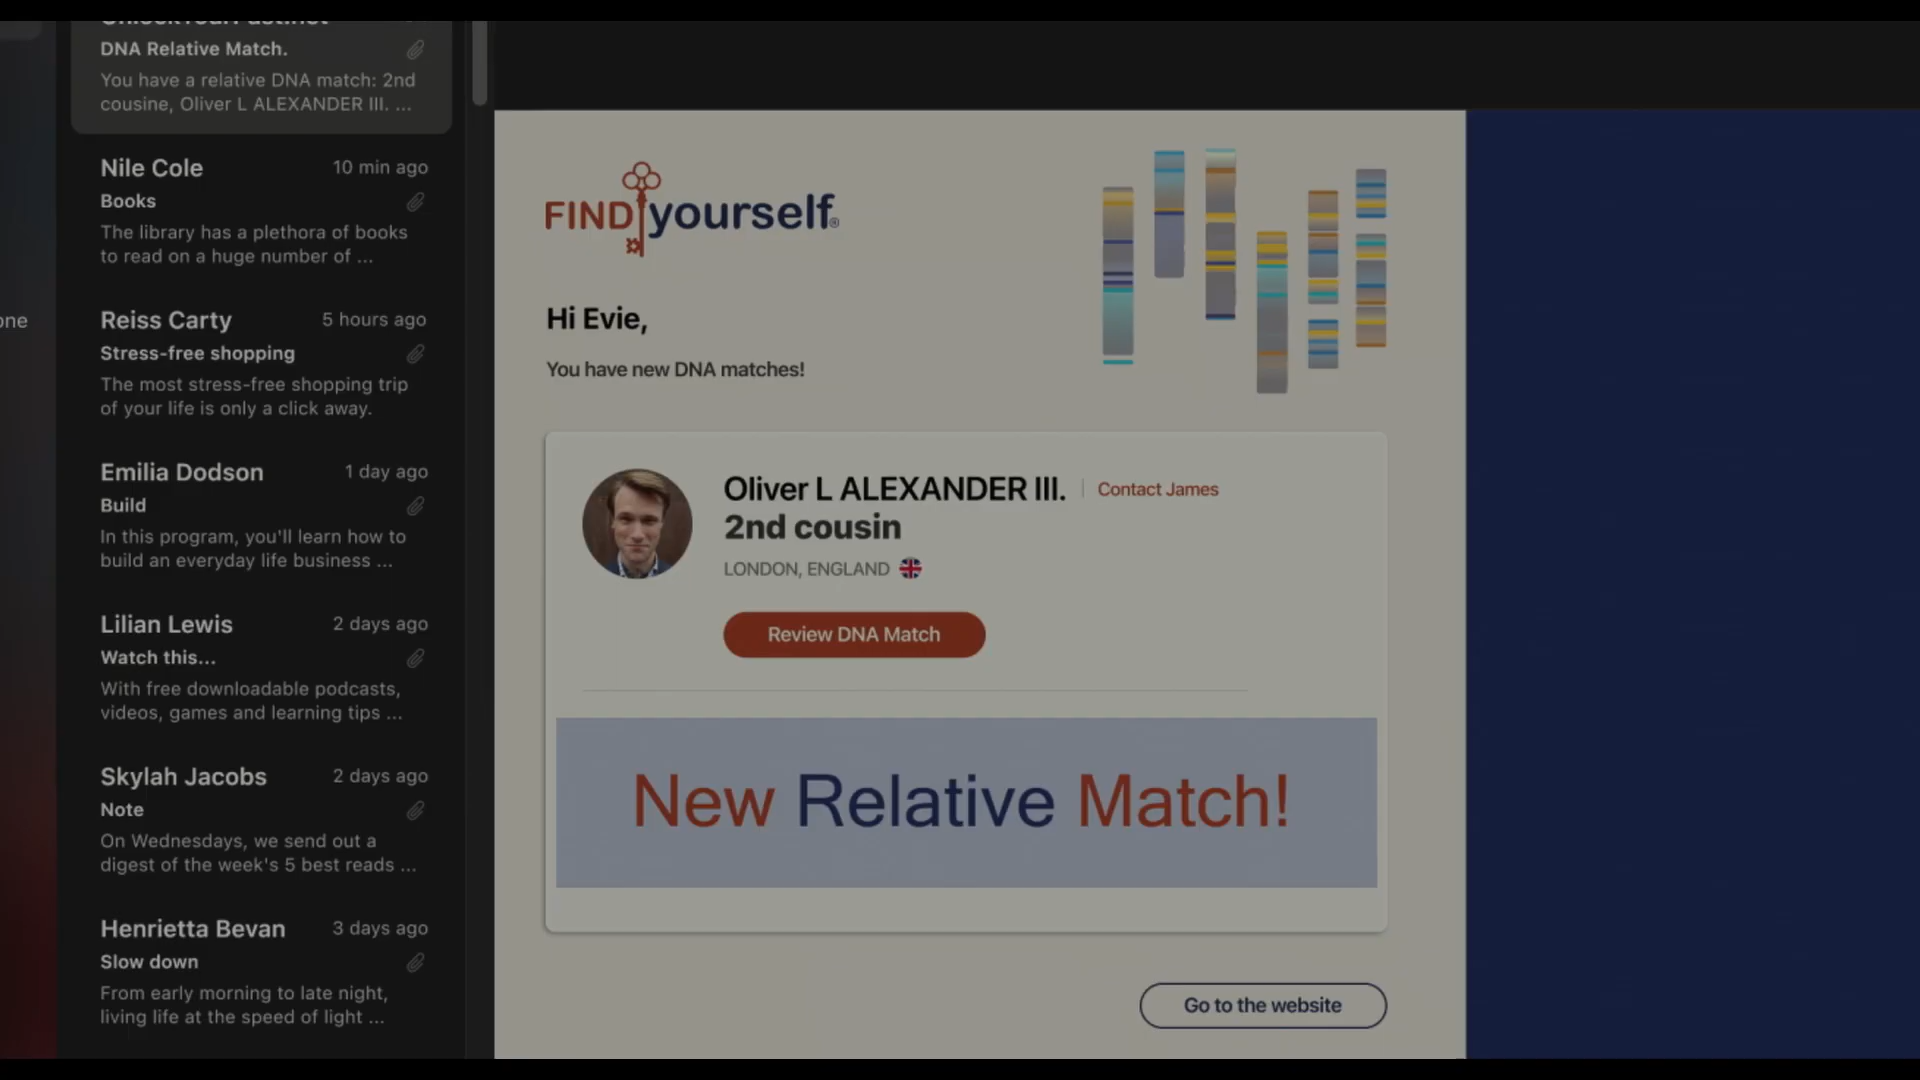 DNA Relative Match.
You have a relative DNA match: 2nd
cousine, Oliver L ALEXANDER III. ...
Nile Cole 10 min ago
Books
The library has a plethora of books
to read on a huge number of ...
Reiss Carty 5 hours ago
Stress-free shopping
The most stress-free shopping trip
of your life is only a click away.
Emilia Dodson 1 day ago
Build
In this program, you'll learn how to
build an everyday life business ...
Lilian Lewis 2 days ago
Watch this...
With free downloadable podcasts,
videos, games and learning tips ...
Skylah Jacobs 2 days ago
Note
On Wednesdays, we send out a
digest of the week's 5 best reads ...
Henrietta Bevan 3 days ago
Slow down
From early morning to late night,
living life at the speed of light ...
FIND yourself®
Hi Evie,
You have new DNA matches!
Oliver L ALEXANDER III. | Contact James
2nd cousin
LONDON, ENGLAND
Review DNA Match
New Relative Match!
Go to the website